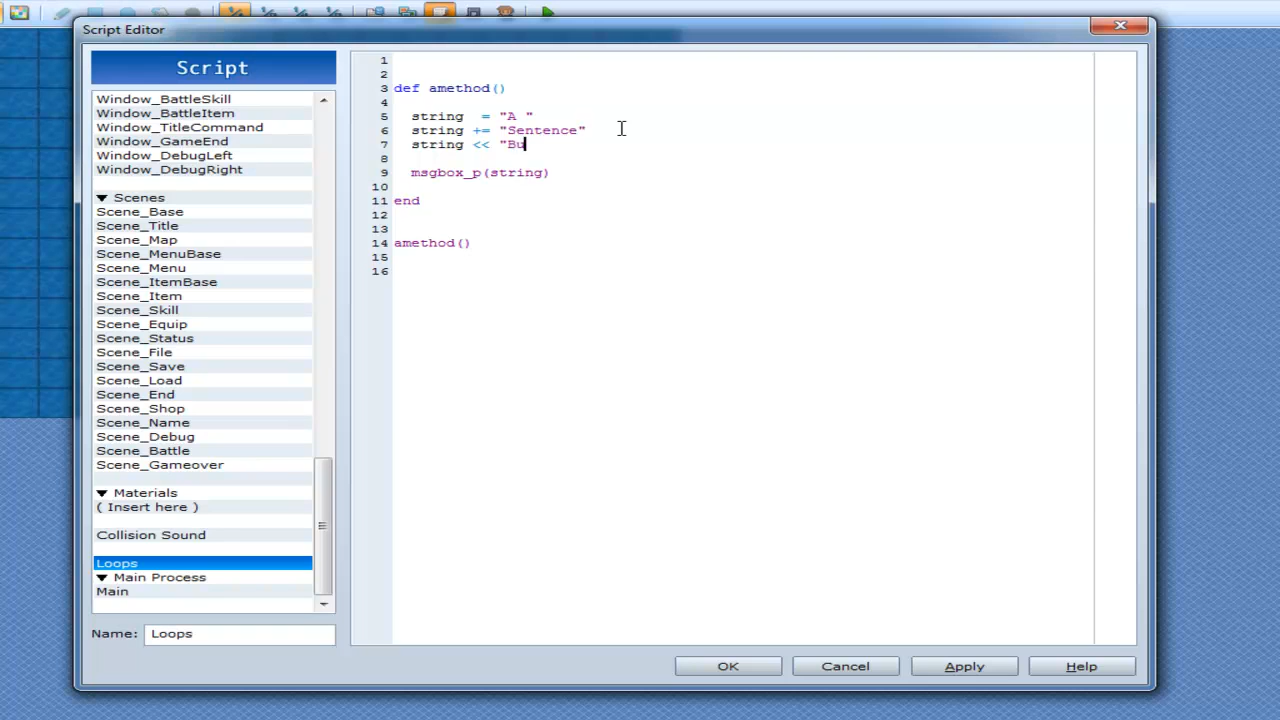 Script Editor
Script
Window_BattleSkill
Window_BattleItem
Window_TitleCommand
Window_GameEnd
Window_DebugLeft
Window_DebugRight
▼ Scenes
Scene_Base
Scene_Title
Scene_Map
Scene_MenuBase
Scene_Menu
Scene_ItemBase
Scene_Item
Scene_Skill
Scene_Equip
Scene_Status
Scene_File
Scene_Save
Scene_Load
Scene_End
Scene_Shop
Scene_Name
Scene_Debug
Scene_Battle
Scene_Gameover
▼ Materials
( Insert here )
Collision Sound
Loops
▼ Main Process
Main
Name: Loops
1
2
3 def amethod()
4
5 string = "A "
6 string += "Sentence"
7 string << "Bu
8
9 msgbox_p(string)
10
11 end
12
13
14 amethod()
15
16
OK Cancel Apply Help